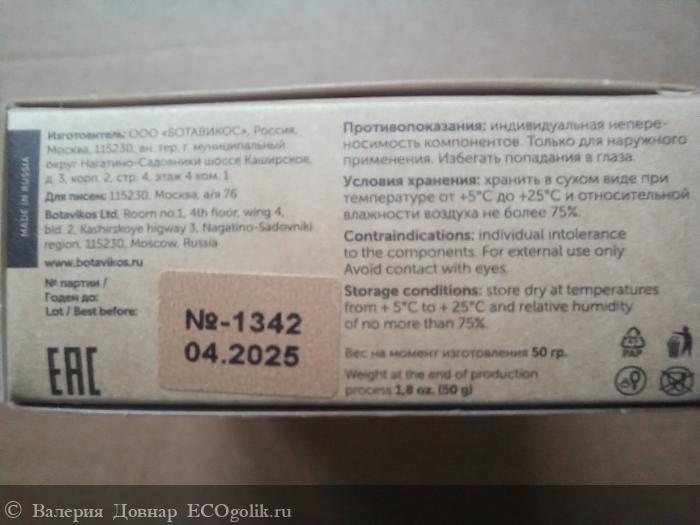 MADE IN RUSSIA
Изготовитель: ООО «БОТАВИКОС», Россия,
Москва, 115230, вн. тер. г. муниципальный
округ Нагатино-Садовники шоссе Каширское,
д. 3, корп. 2, стр. 4, этаж 4 ком. 1
Для писем: 115230, Москва, а/я 76
Botavikos Ltd, Room no.1, 4th floor, wing 4,
bld. 2, Kashirskoye higway 3, Nagatino-Sadovniki
region, 115230, Moscow, Russia
www.botavikos.ru
№ партии /
Годен до:
Lot / Best before:
№-1342
04.2025
EAC
Противопоказания: индивидуальная непере-
носимость компонентов. Только для наружного
применения. Избегать попадания в глаза.
Условия хранения: хранить в сухом виде при
температуре от +5°C до +25°C и относительной
влажности воздуха не более 75%.
Contraindications: individual intolerance
to the components. For external use only.
Avoid contact with eyes.
Storage conditions: store dry at temperatures
from + 5°C to + 25°C and relative humidity
of no more than 75%.
Вес на момент изготовления 50 гр.
Weight at the end of production
process 1,8 oz. (50 g)
21
PAP
© Валерия Довнар ECOgolik.ru